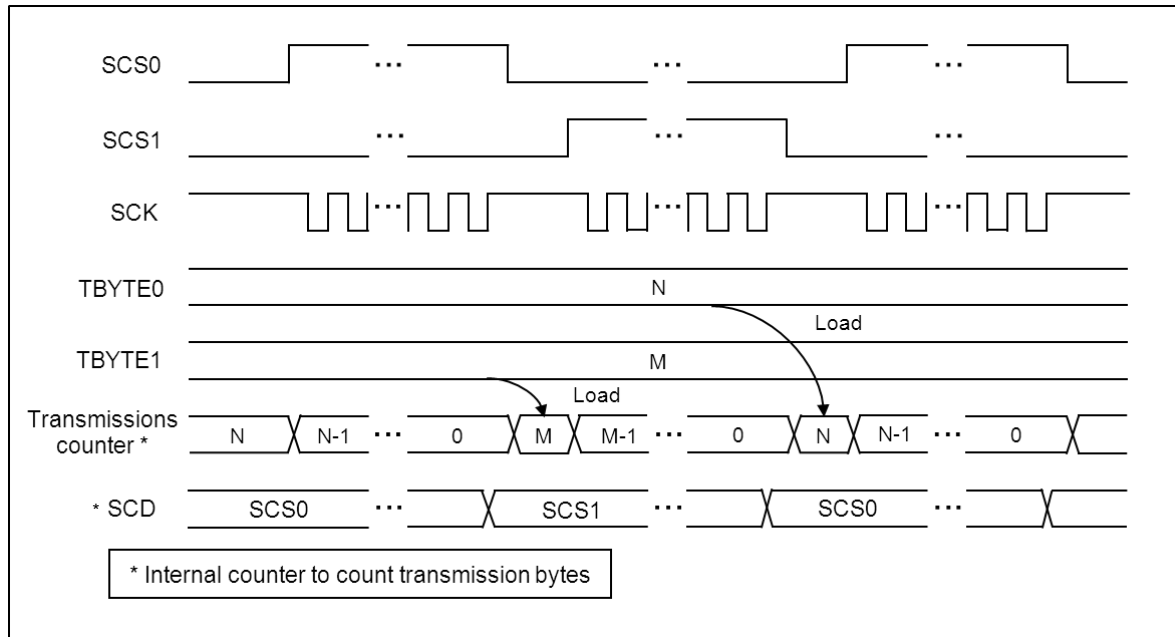 SCS0 ... ... ...
SCS1 ... ... ...
SCK ... ... ...
TBYTE0 N
Load
TBYTE1 M
Load
Transmissions
counter * N N-1 ... 0 M M-1 ... 0 N N-1 ... 0
* SCD SCS0 ... SCS1 ... SCS0 ...
* Internal counter to count transmission bytes